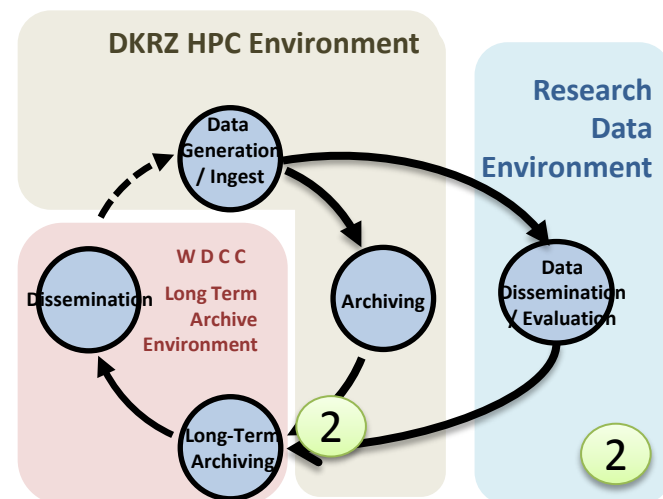 DKRZ HPC Environment
Research
Data
Environment
Data
Generation
/ Ingest
W D C C
Long Term
Archive
Environment
Dissemination
Archiving
Data
Dissemination
/ Evaluation
Long-Term
Archiving
2
2